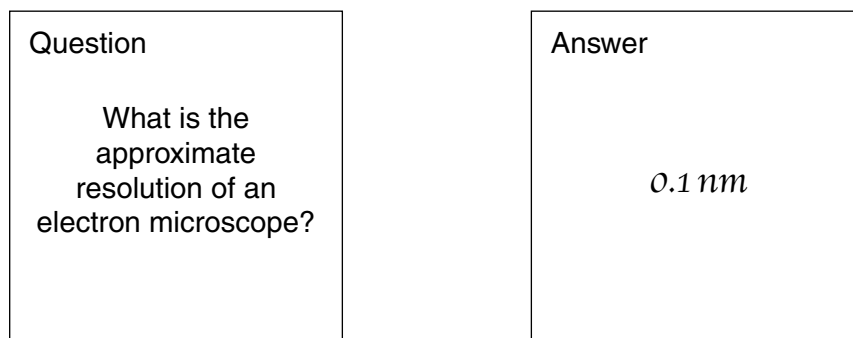 Question
What is the
approximate
resolution of an
electron microscope?
Answer
0.1 nm